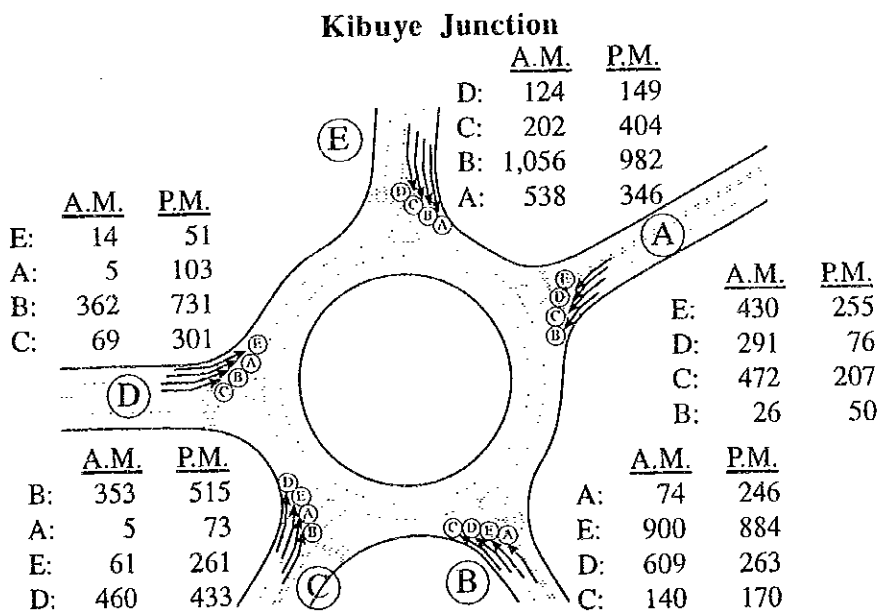 Kibuye Junction
A.M. P.M.
D: 124 149
C: 202 404
B: 1,056 982
A: 538 346
E
D C B A
A.M. P.M.
E: 14 51
A: 5 103
B: 362 731
C: 69 301
A
E
D
C
B
A.M. P.M.
E: 430 255
D: 291 76
C: 472 207
B: 26 50
D
E
A
B
C
A.M. P.M.
B: 353 515
A: 5 73
E: 61 261
D: 460 433
D
E
A
B
C
C D E A
B
A.M. P.M.
A: 74 246
E: 900 884
D: 609 263
C: 140 170